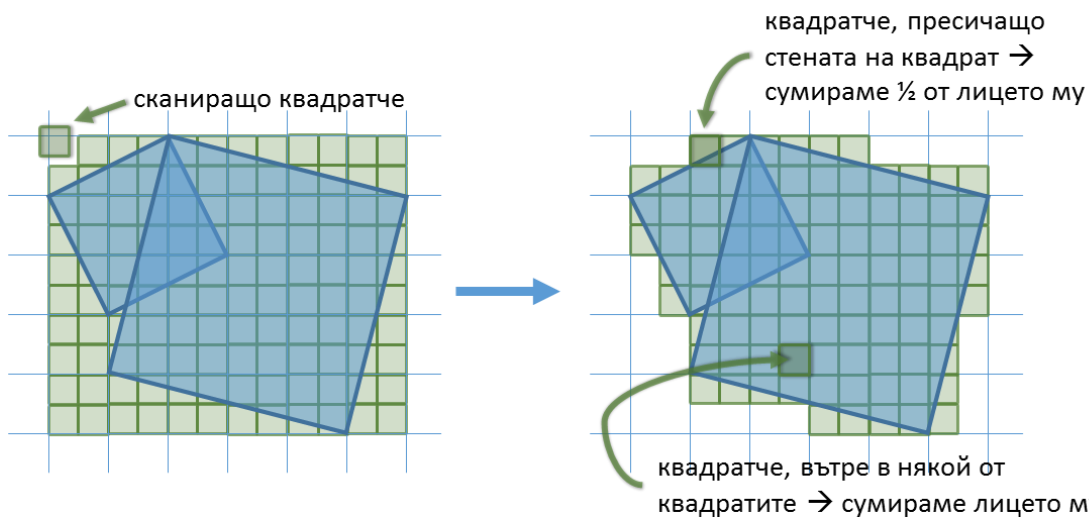 сканиращо квадратче
квадратче, пресичащо
стената на квадрат →
сумираме ½ от лицето му
квадратче, вътре в някой от
квадратите → сумираме лицето м